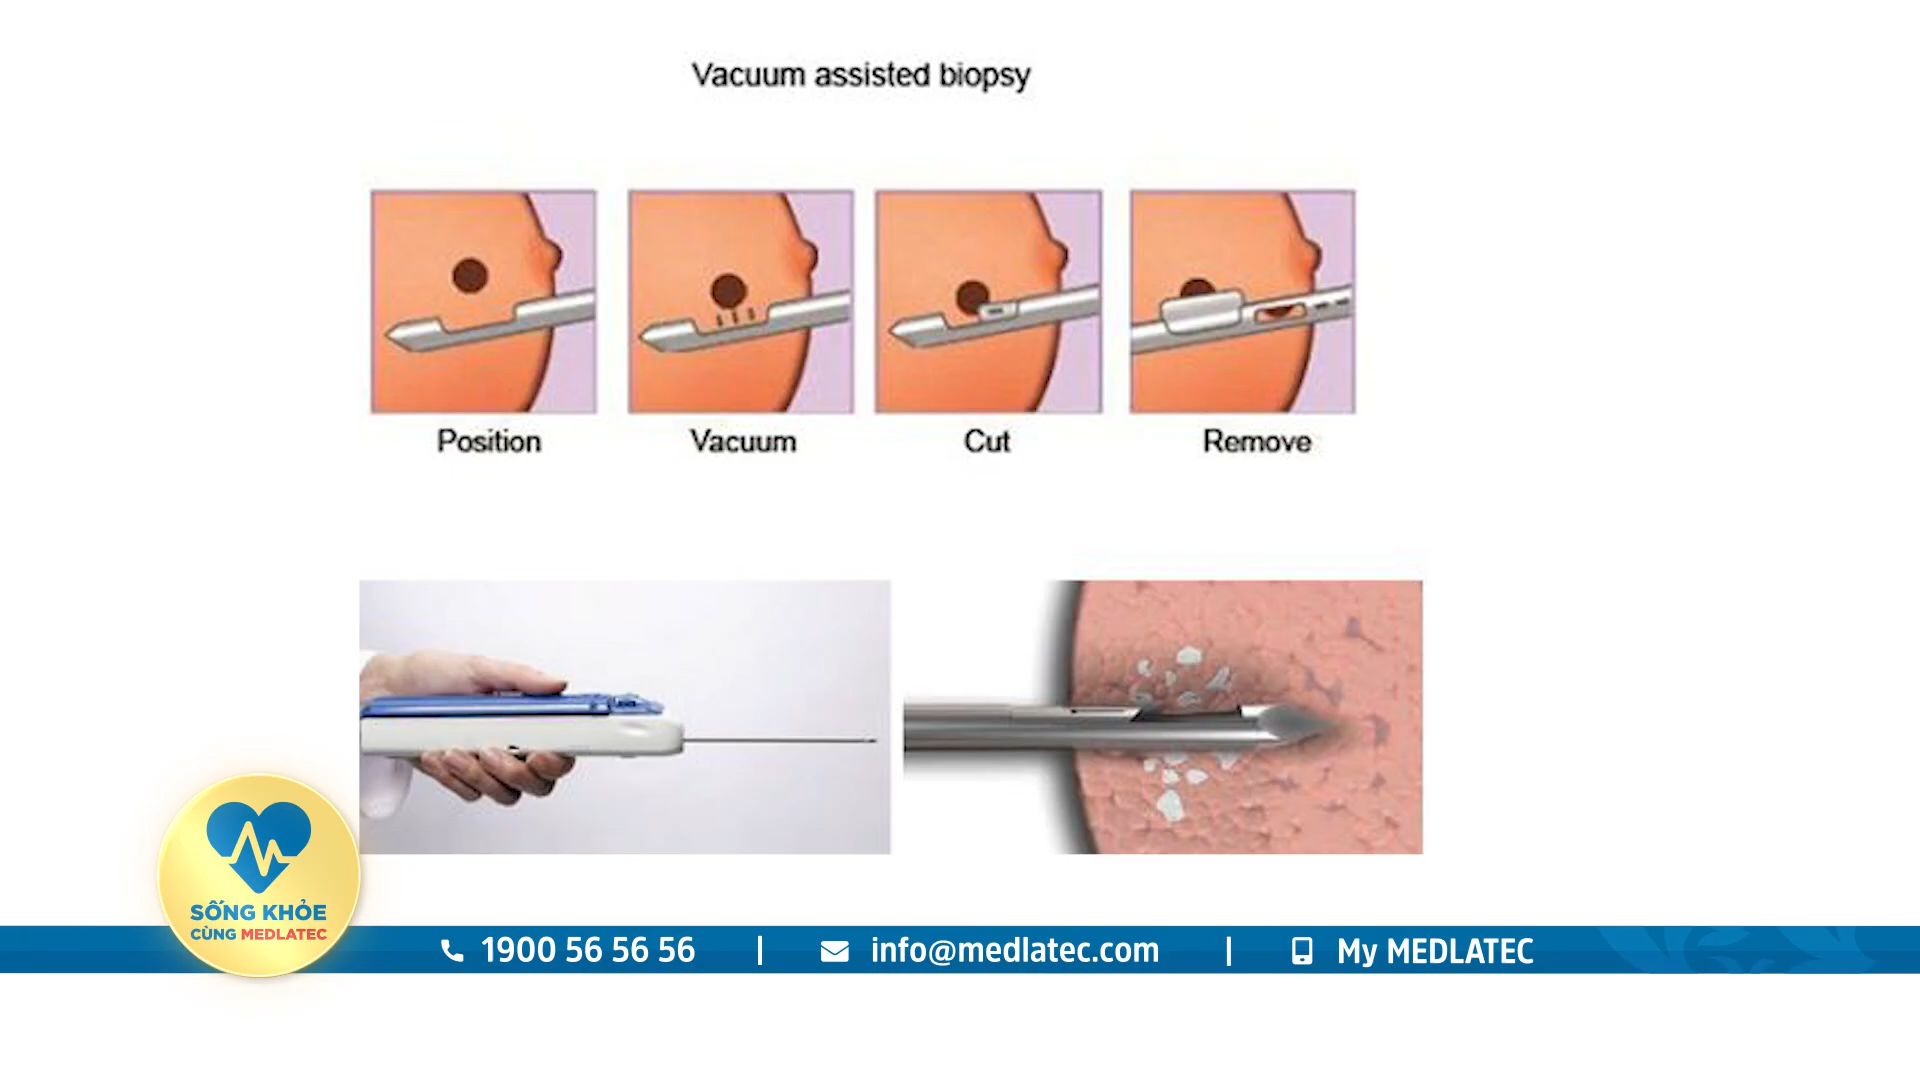 Vacuum assisted biopsy
Position
Vacuum
Cut
Remove
SỐNG KHỎE
CÙNG MEDLATEC
1900 56 56 56
info@medlatec.com
My MEDLATEC